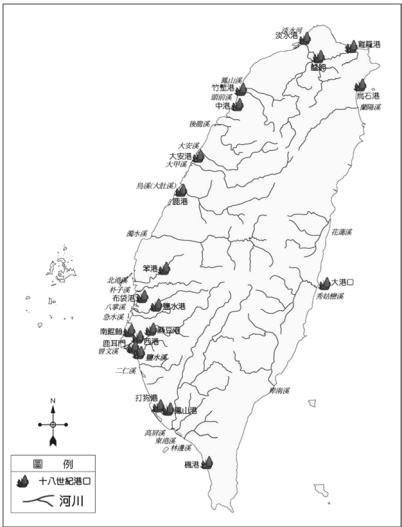 淡水河
淡水港
雞籠港
艋舺
鳳山溪
竹塹港
頭前溪
中港
烏石港
蘭陽溪
後龍溪
大安溪
大安港
大甲溪
烏溪(大肚溪)
鹿港
濁水溪
花蓮溪
笨港
大港口
北港溪
朴子溪
布袋港
秀姑巒溪
八掌溪
鹽水港
急水溪
南鯤鯓
麻豆港
西港
鹿耳門
曾文溪
鹽水溪
二仁溪
卑南溪
打狗港
鳳山港
高屏溪
東港溪
林邊溪
楓港
N
圖 例
十八世紀港口
河川